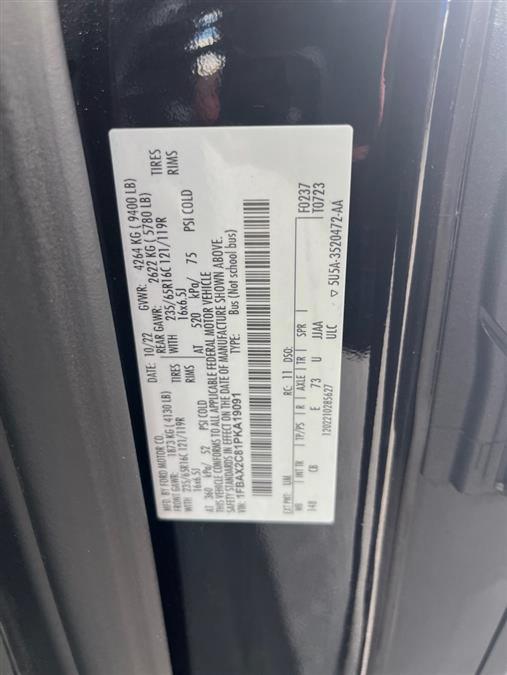 MFD. BY FORD MOTOR CO.
DATE: 10/22 GVWR: 4264 KG ( 9400 LB)
FRONT GAWR: 1873 KG ( 4130 LB) REAR GAWR: 2622 KG ( 5780 LB)
WITH 235/65R16C 121/119R TIRES WITH 235/65R16C 121/119R TIRES
16x6.5J RIMS 16x6.5J RIMS
AT 360 kPa/ 52 PSI COLD AT 520 kPa/ 75 PSI COLD
THIS VEHICLE CONFORMS TO ALL APPLICABLE FEDERAL MOTOR VEHICLE
SAFETY STANDARDS IN EFFECT ON THE DATE OF MANUFACTURE SHOWN ABOVE.
VIN: 1FBAX2C81PKA19091 TYPE: Bus (Not school bus)
F0237
T0723
EXT PNT: UM RC: 11 DSO:
WB INT TR TP/PS R AXLE TR SPR
148 CB E 73 U JJAA
ULC
1202210285627 ▽ 5U5A-3520472-AA